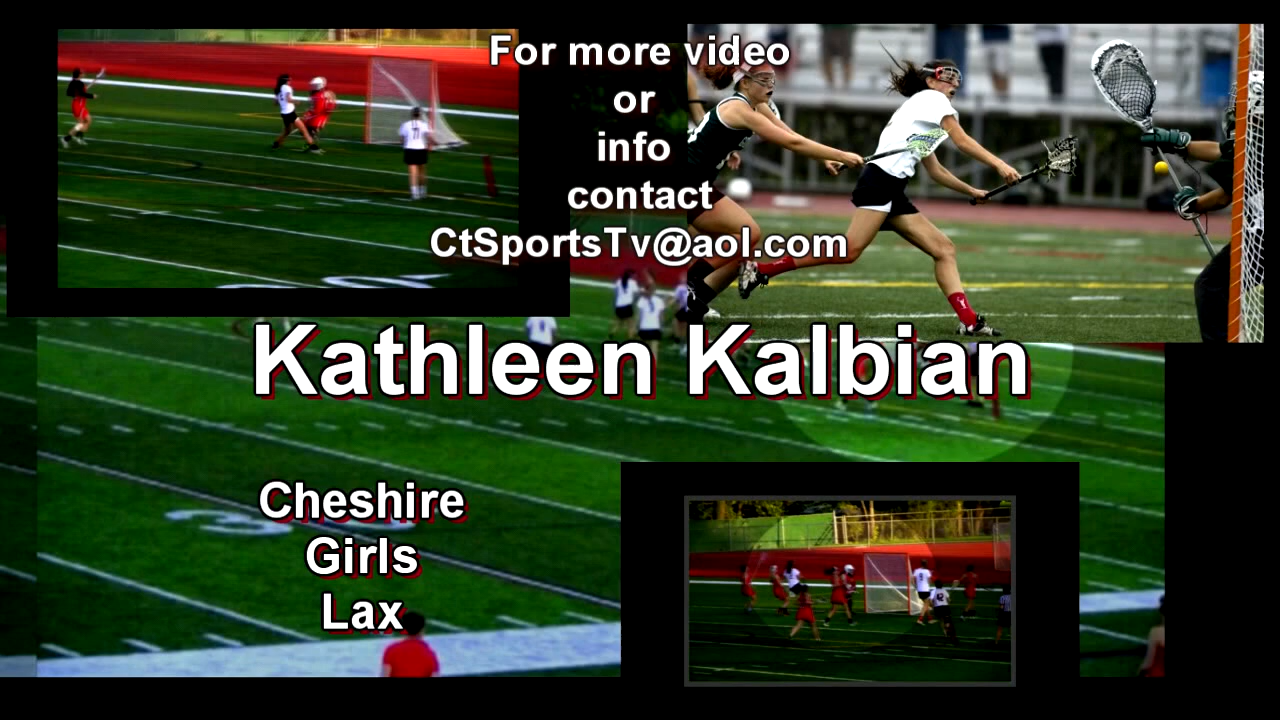 For more video
or
info
contact
CtSportsTv@aol.com
Kathleen Kalbian
Cheshire
Girls
Lax